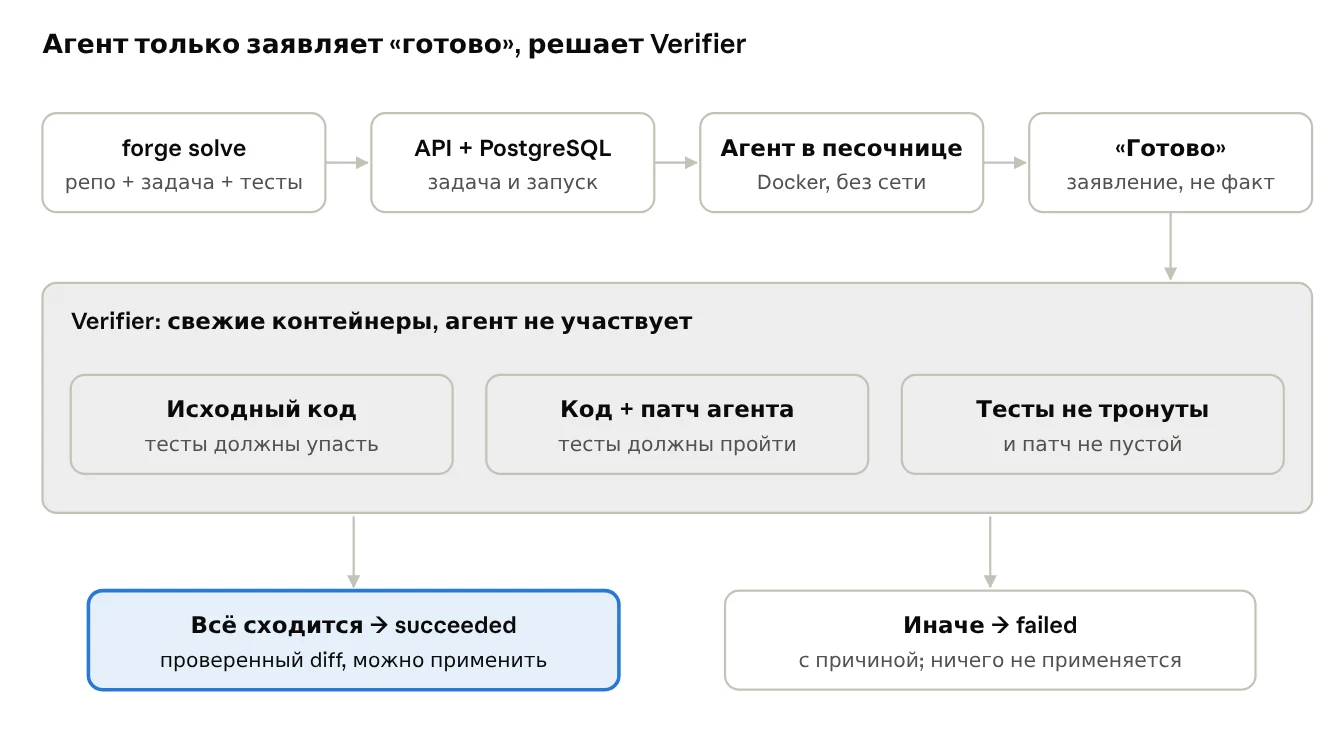 Агент только заявляет «готово», решает Verifier
forge solve
репо + задача + тесты
API + PostgreSQL
задача и запуск
Агент в песочнице
Docker, без сети
«Готово»
заявление, не факт
Verifier: свежие контейнеры, агент не участвует
Исходный код
тесты должны упасть
Код + патч агента
тесты должны пройти
Тесты не тронуты
и патч не пустой
Всё сходится → succeeded
проверенный diff, можно применить
Иначе → failed
с причиной; ничего не применяется